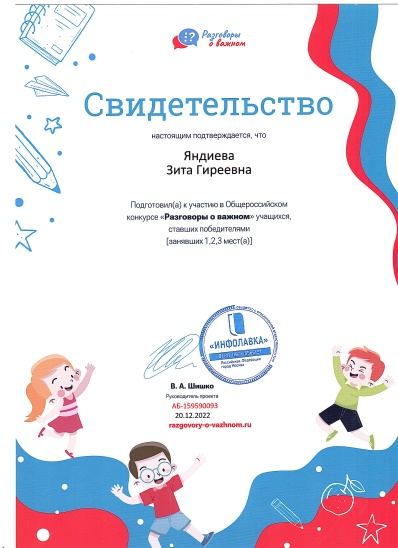 Разговоры
о важном
Свидетельство
настоящим подтверждается, что
Яндиева
Зита Гиреевна
Подготовил(а) к участию в Общероссийском
конкурсе «Разговоры о важном» учащихся,
ставших победителями
[занявших 1,2,3 мест(а)]
«ИНФОЛАВКА»
Российская Федерация
город Москва
В. А. Шишко
Руководитель проекта
АБ-159590093
20.12.2022
razgovory-o-vazhnom.ru